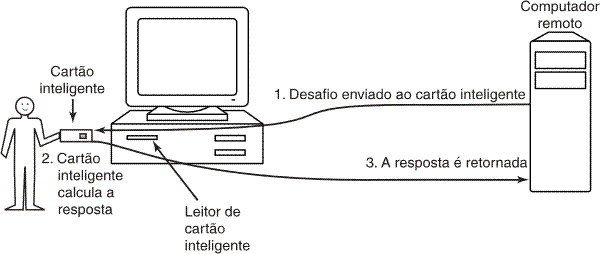 Computador
remoto
Cartão
inteligente
1. Desafio enviado ao cartão inteligente
2. Cartão
inteligente
calcula a
resposta
3. A resposta é retornada
Leitor de
cartão
inteligente